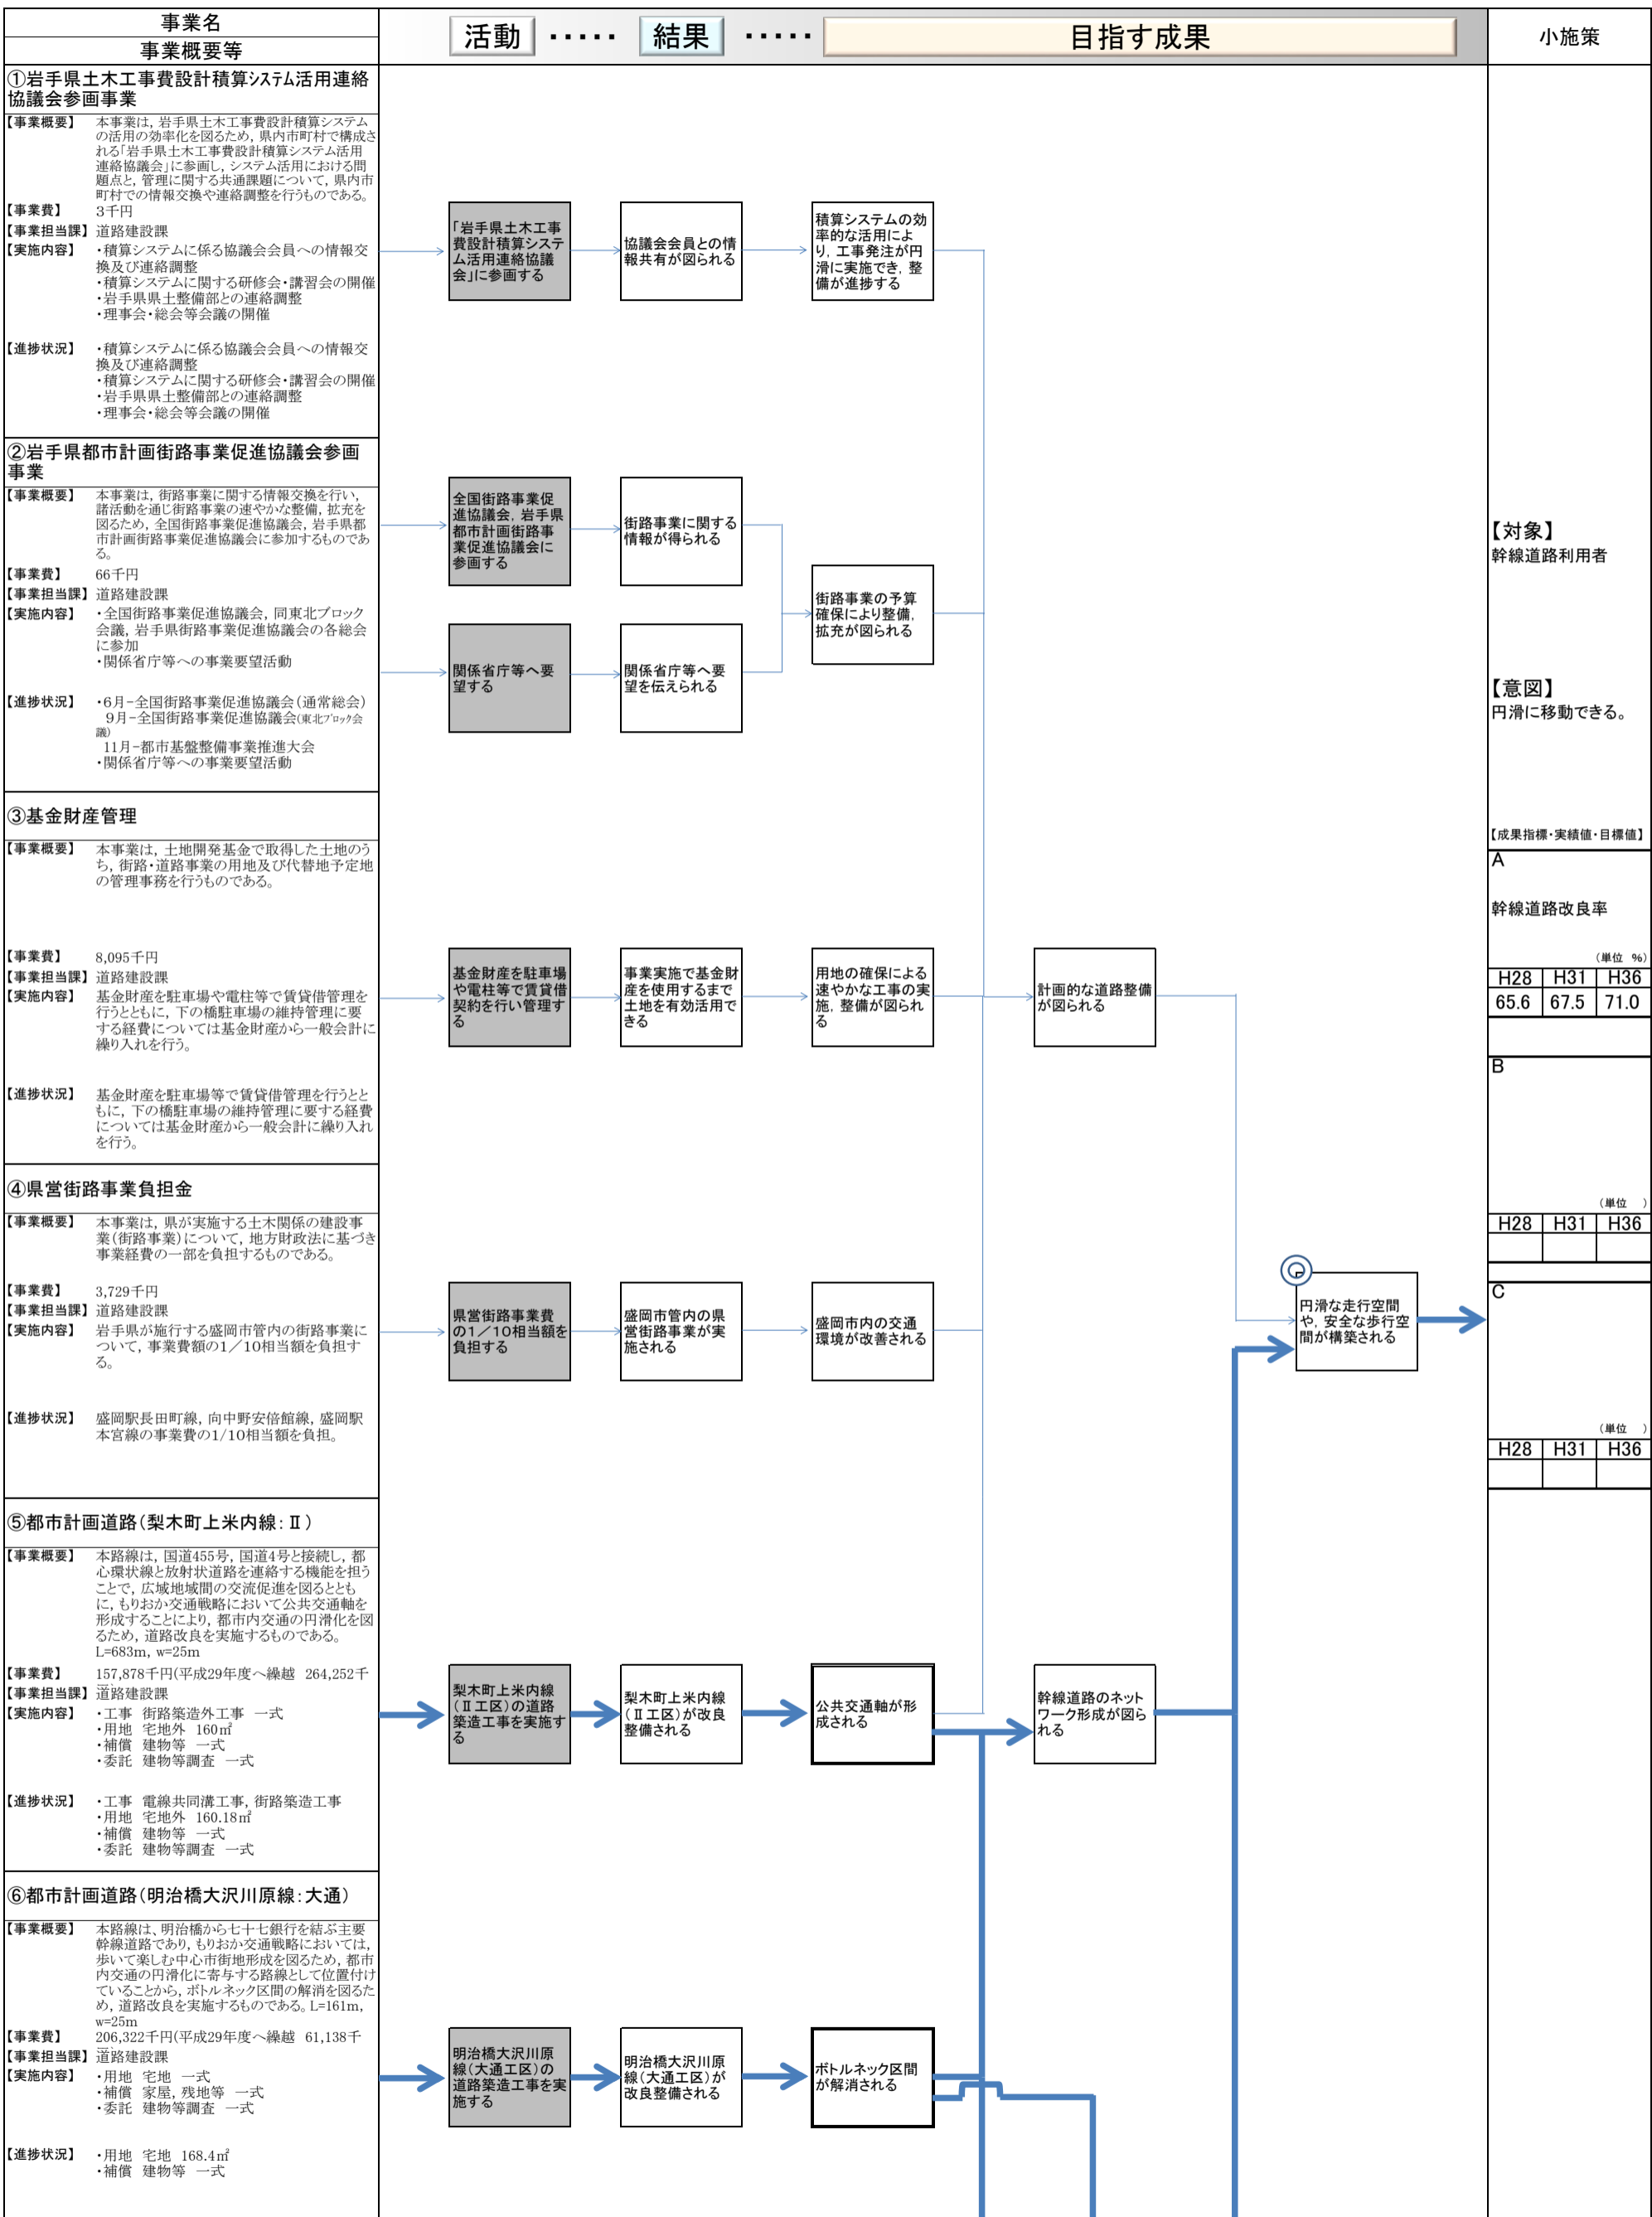 事業名
事業概要等
活動 ・・・・・ 結果 ・・・・・ 目指す成果
小施策
①岩手県土木工事費設計積算システム活用連絡
協議会参画事業
【事業概要】 本事業は，岩手県土木工事費設計積算システム
の活用の効率化を図るため，県内市町村で構成さ
れる「岩手県土木工事費設計積算システム活用
連絡協議会」に参画し，システム活用における問
題点と，管理に関する共通課題について，県内市
町村での情報交換や連絡調整を行うものである。
【事業費】 3千円
【事業担当課】 道路建設課
【実施内容】 ・積算システムに係る協議会会員への情報交
換及び連絡調整
・積算システムに関する研修会・講習会の開催
・岩手県県土整備部との連絡調整
・理事会・総会等会議の開催
【進捗状況】 ・積算システムに係る協議会会員への情報交
換及び連絡調整
・積算システムに関する研修会・講習会の開催
・岩手県県土整備部との連絡調整
・理事会・総会等会議の開催
「岩手県土木工事
費設計積算システ
ム活用連絡協議
会」に参画する
協議会会員との情
報共有が図られる
積算システムの効
率的な活用によ
り，工事発注が円
滑に実施でき，整
備が進捗する
②岩手県都市計画街路事業促進協議会参画
事業
【事業概要】 本事業は，街路事業に関する情報交換を行い，
諸活動を通じ街路事業の速やかな整備，拡充を
図るため，全国街路事業促進協議会，岩手県都
市計画街路事業促進協議会に参加するものであ
る。
【事業費】 66千円
【事業担当課】 道路建設課
【実施内容】 ・全国街路事業促進協議会，同東北ブロック
会議，岩手県街路事業促進協議会の各総会
に参加
・関係省庁等への事業要望活動
【進捗状況】 ・6月－全国街路事業促進協議会（通常総会）
9月－全国街路事業促進協議会（東北ブロック会
議）
11月－都市基盤整備事業推進大会
・関係省庁等への事業要望活動
全国街路事業促
進協議会，岩手県
都市計画街路事
業促進協議会に
参画する
街路事業に関する
情報が得られる
関係省庁等へ要
望する
関係省庁等へ要
望を伝えられる
街路事業の予算
確保により整備，
拡充が図られる
③基金財産管理
【事業概要】 本事業は，土地開発基金で取得した土地のう
ち，街路・道路事業の用地及び代替地予定地
の管理事務を行うものである。
【事業費】 8,095千円
【事業担当課】 道路建設課
【実施内容】 基金財産を駐車場や電柱等で賃貸借管理を
行うとともに，下の橋駐車場の維持管理に要
する経費については基金財産から一般会計に
繰り入れを行う。
【進捗状況】 基金財産を駐車場等で賃貸借管理を行うとと
もに，下の橋駐車場の維持管理に要する経費
については基金財産から一般会計に繰り入れ
を行う。
基金財産を駐車場
や電柱等で賃貸借
契約を行い管理す
る
事業実施で基金財
産を使用するまで
土地を有効活用で
きる
用地の確保による
速やかな工事の実
施，整備が図られ
る
計画的な道路整備
が図られる
④県営街路事業負担金
【事業概要】 本事業は，県が実施する土木関係の建設事
業（街路事業）について，地方財政法に基づき
事業経費の一部を負担するものである。
【事業費】 3,729千円
【事業担当課】 道路建設課
【実施内容】 岩手県が施行する盛岡市管内の街路事業に
ついて，事業費額の1／10相当額を負担す
る。
【進捗状況】 盛岡駅長田町線，向中野安倍館線，盛岡駅
本宮線の事業費の1/10相当額を負担。
県営街路事業費
の1／10相当額を
負担する
盛岡市管内の県
営街路事業が実
施される
盛岡市内の交通
環境が改善される
円滑な走行空間
や，安全な歩行空
間が構築される
⑤都市計画道路（梨木町上米内線：Ⅱ）
【事業概要】 本路線は，国道455号，国道4号と接続し，都
心環状線と放射状道路を連絡する機能を担う
ことで，広域地域間の交流促進を図るととも
に，もりおか交通戦略において公共交通軸を
形成することにより，都市内交通の円滑化を図
るため，道路改良を実施するものである。
L=683m，w=25m
【事業費】 157,878千円(平成29年度へ繰越 264,252千
【事業担当課】 道路建設課
【実施内容】 ・工事 街路築造外工事 一式
・用地 宅地外 160㎡
・補償 建物等 一式
・委託 建物等調査 一式
【進捗状況】 ・工事 電線共同溝工事，街路築造工事
・用地 宅地外 160.18㎡
・補償 建物等 一式
・委託 建物等調査 一式
梨木町上米内線
（Ⅱ工区）の道路
築造工事を実施す
る
梨木町上米内線
（Ⅱ工区）が改良
整備される
公共交通軸が形
成される
幹線道路のネット
ワーク形成が図ら
れる
⑥都市計画道路（明治橋大沢川原線：大通）
【事業概要】 本路線は、明治橋から七十七銀行を結ぶ主要
幹線道路であり，もりおか交通戦略においては，
歩いて楽しむ中心市街地形成を図るため，都市
内交通の円滑化に寄与する路線として位置付け
ていることから，ボトルネック区間の解消を図るた
め，道路改良を実施するものである。L=161m，
w=25m
【事業費】 206,322千円(平成29年度へ繰越 61,138千
【事業担当課】 道路建設課
【実施内容】 ・用地 宅地 一式
・補償 家屋，残地等 一式
・委託 建物等調査 一式
【進捗状況】 ・用地 宅地 168.4㎡
・補償 建物等 一式
明治橋大沢川原
線（大通工区）の
道路築造工事を実
施する
明治橋大沢川原
線（大通工区）が
改良整備される
ボトルネック区間
が解消される
【対象】
幹線道路利用者
【意図】
円滑に移動できる。
【成果指標・実績値・目標値】
A
幹線道路改良率
（単位 %）
H28 H31 H36
65.6 67.5 71.0
B
（単位 ）
H28 H31 H36
C
（単位 ）
H28 H31 H36